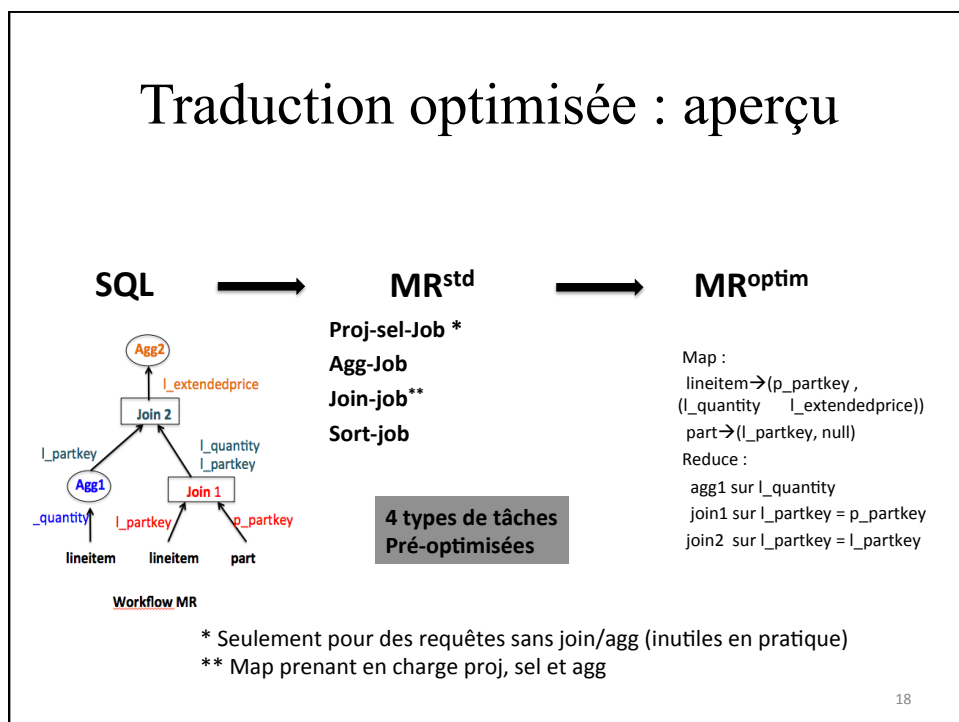 Traduction optimisée : aperçu
SQL
MRstd
MRoptim
Agg2
l_extendedprice
Join 2
l_partkey
l_quantity
l_partkey
Agg1
Join 1
_quantity
l_partkey
p_partkey
lineitem
lineitem
part
Workflow MR
Proj-sel-Job *
Agg-Job
Join-job**
Sort-job
4 types de tâches
Pré-optimisées
Map :
lineitem→(p_partkey ,
(l_quantity l_extendedprice))
part→(l_partkey, null)
Reduce :
agg1 sur l_quantity
join1 sur l_partkey = p_partkey
join2 sur l_partkey = l_partkey
* Seulement pour des requêtes sans join/agg (inutiles en pratique)
** Map prenant en charge proj, sel et agg
18